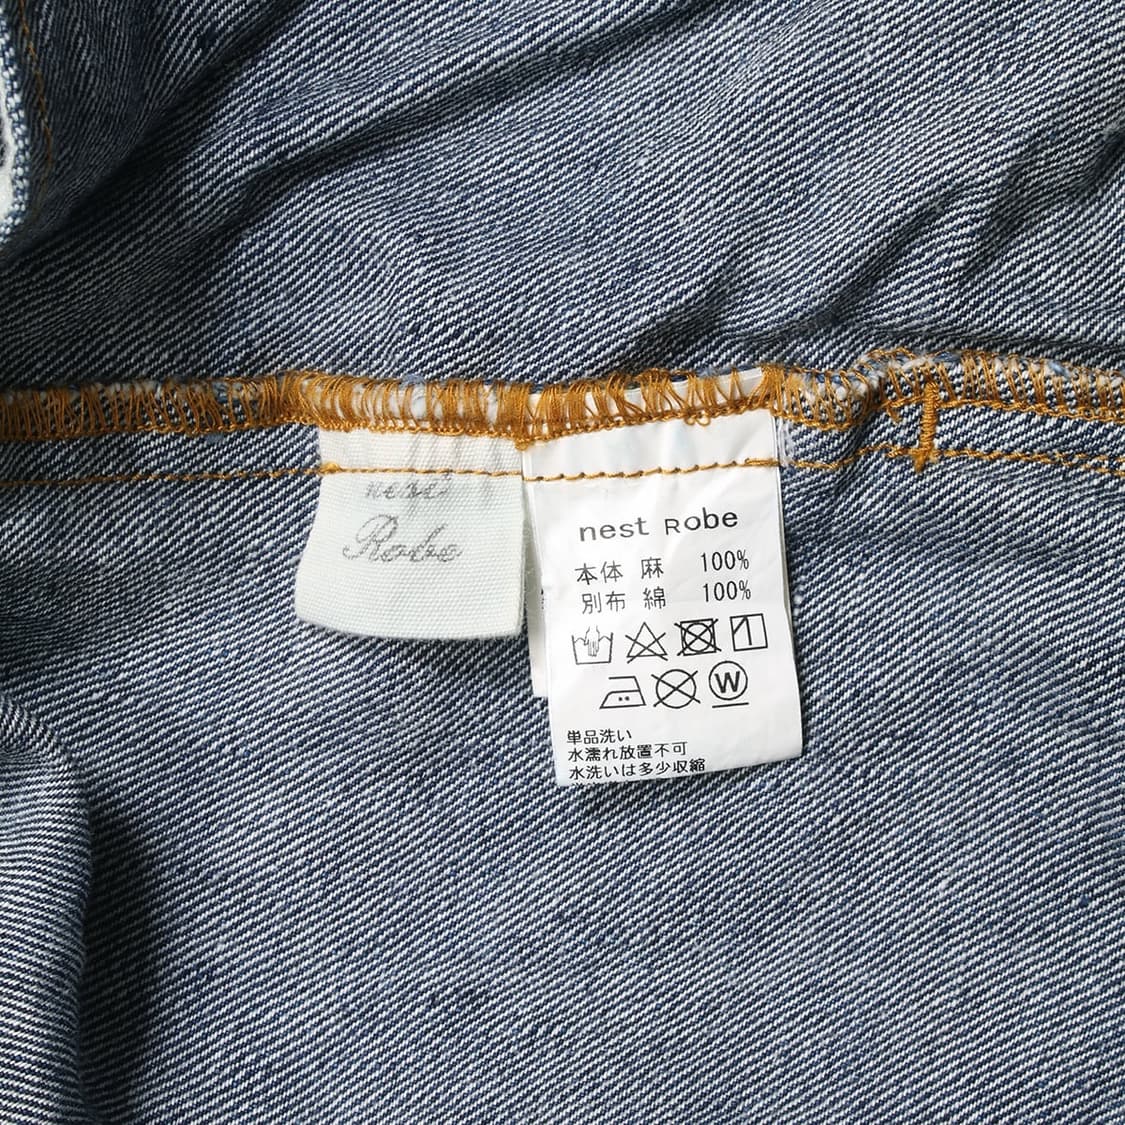 nest
Robe
nest Robe
本体 麻 100%
別布 綿 100%
W
単品洗い
水濡れ放置不可
水洗いは多少収縮